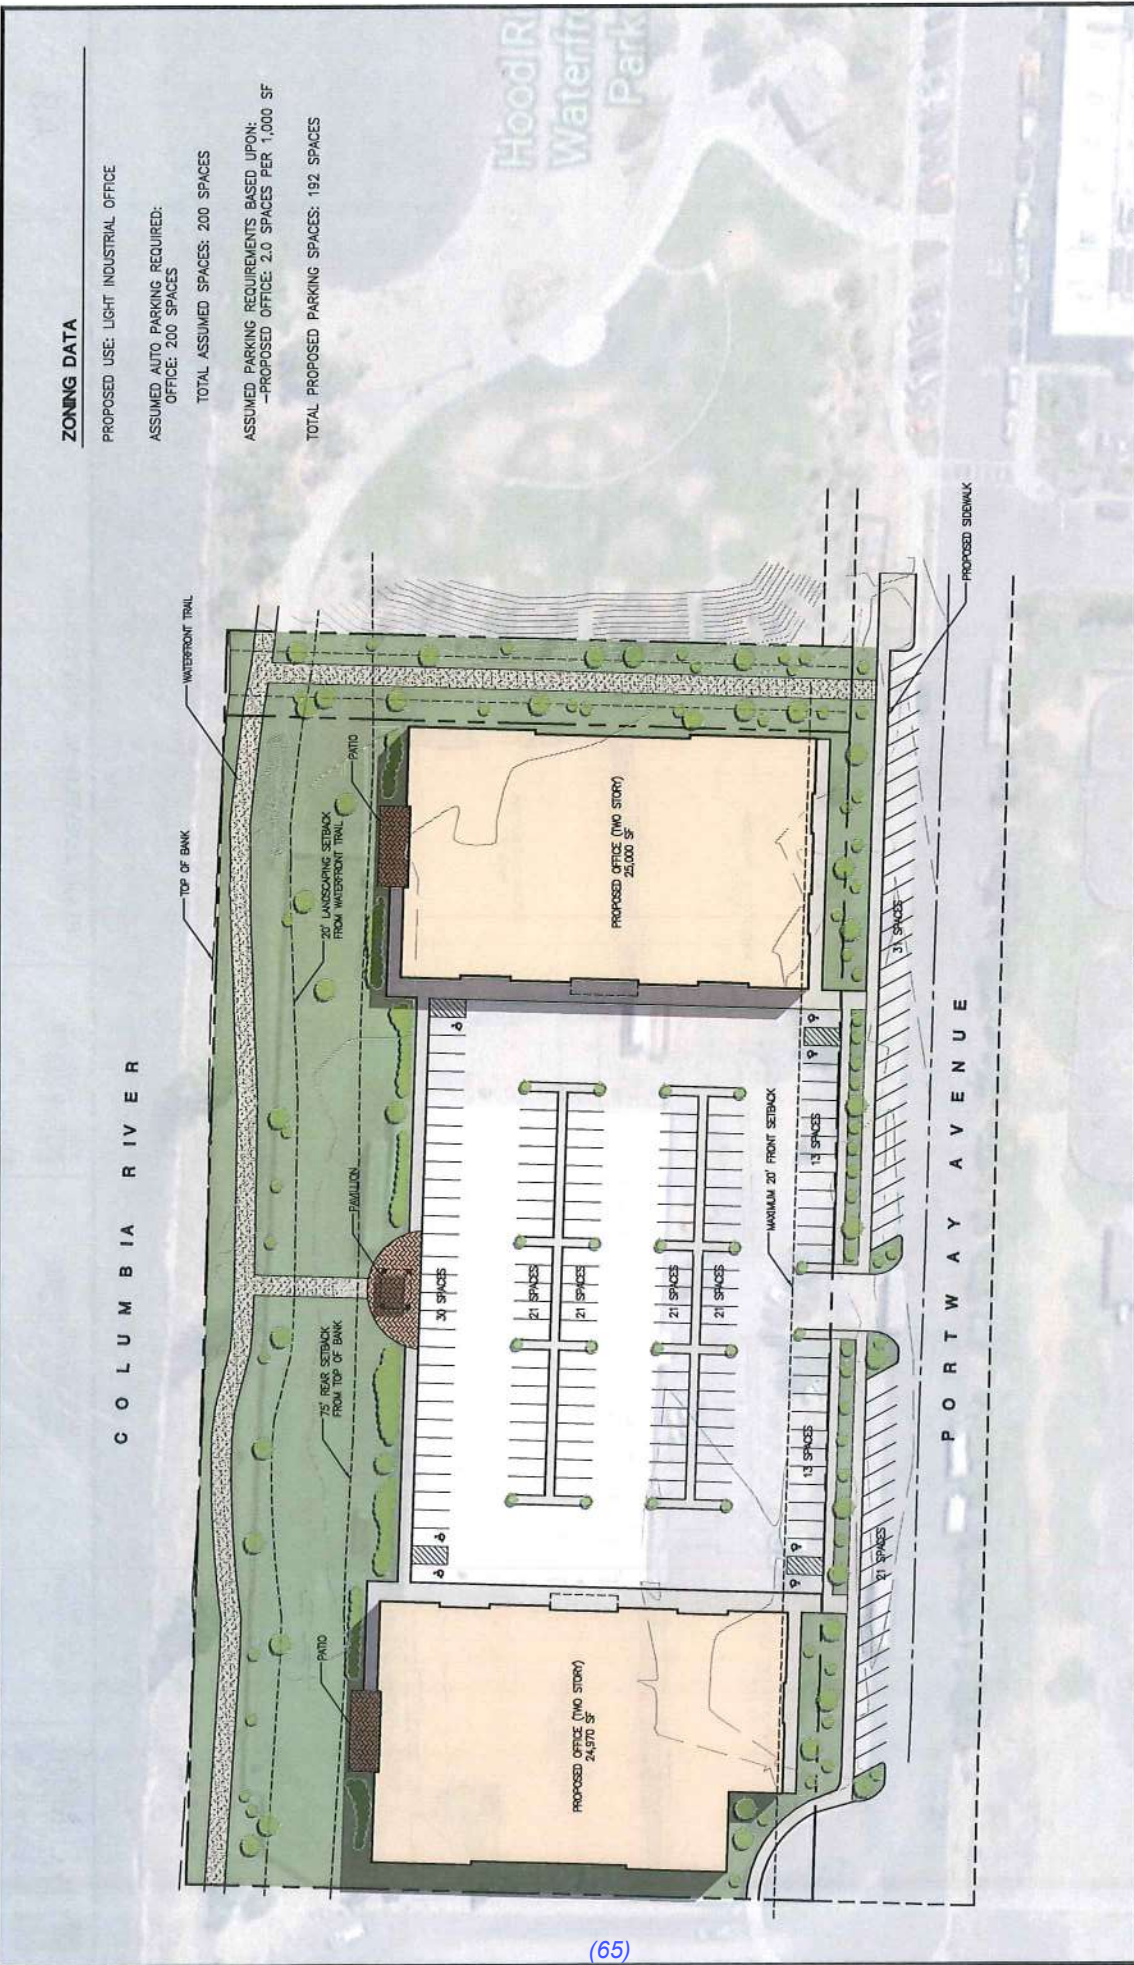 ZONING DATA
PROPOSED USE: LIGHT INDUSTRIAL OFFICE
ASSUMED AUTO PARKING REQUIRED:
OFFICE: 200 SPACES
TOTAL ASSUMED SPACES: 200 SPACES
ASSUMED PARKING REQUIREMENTS BASED UPON:
-PROPOSED OFFICE: 2.0 SPACES PER 1,000 SF
TOTAL PROPOSED PARKING SPACES: 192 SPACES
Hood Ri
Waterfr
Park
COLUMBIA RIVER
TOP OF BANK
WATERFRONT TRAIL
PATIO
75' REAR SETBACK
FROM TOP OF BANK
PAVILLION
20' LANDSCAPING SETBACK
FROM WATERFRONT TRAIL
PATIO
30 SPACES
21 SPACES
21 SPACES
21 SPACES
21 SPACES
PROPOSED OFFICE (TWO STORY)
24,970 SF
PROPOSED OFFICE (TWO STORY)
25,000 SF
MAXIMUM 20' FRONT SETBACK
13 SPACES
13 SPACES
21 SPACES
31 SPACES
PROPOSED SIDEWALK
PORTWAY AVENUE
(65)